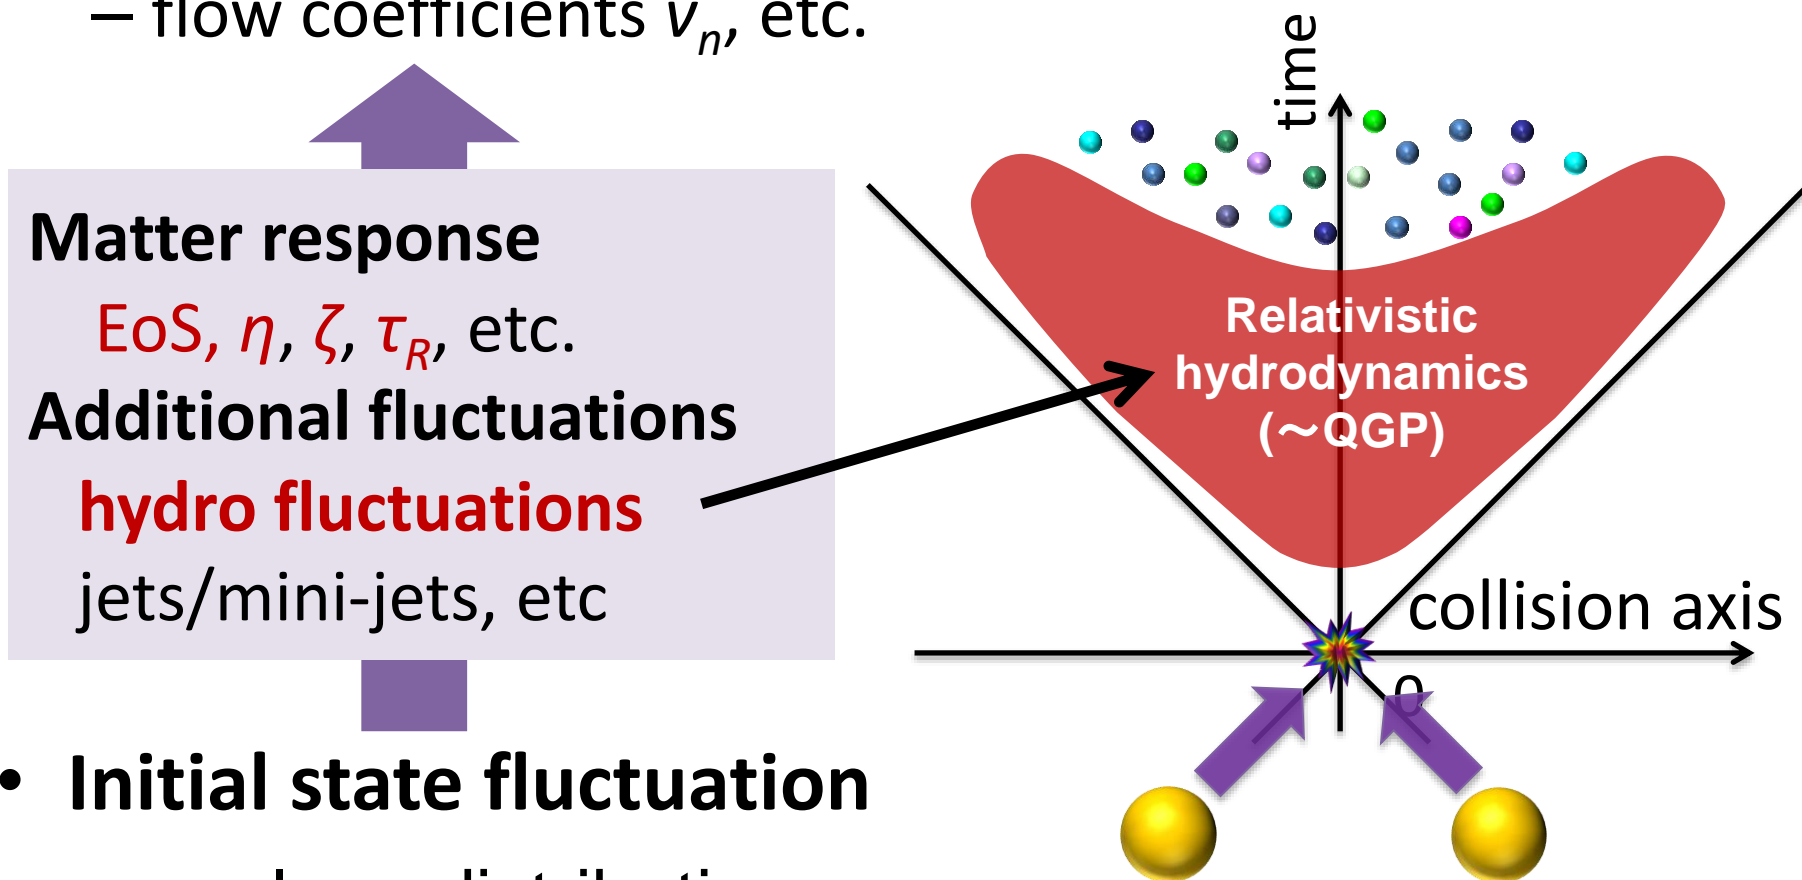 – flow coefficients vn, etc.
Matter response
EoS, η, ζ, τR, etc.
Additional fluctuations
hydro fluctuations
jets/mini-jets, etc
• Initial state fluctuation
time
Relativistic
hydrodynamics
(～QGP)
collision axis
0